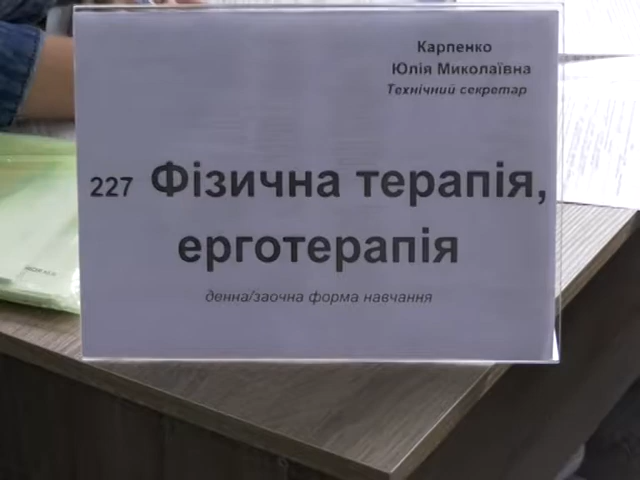 Карпенко
Юлія Миколаївна
Технічний секретар
227 Фізична терапія,
ерготерапія
денна/заочна форма навчання